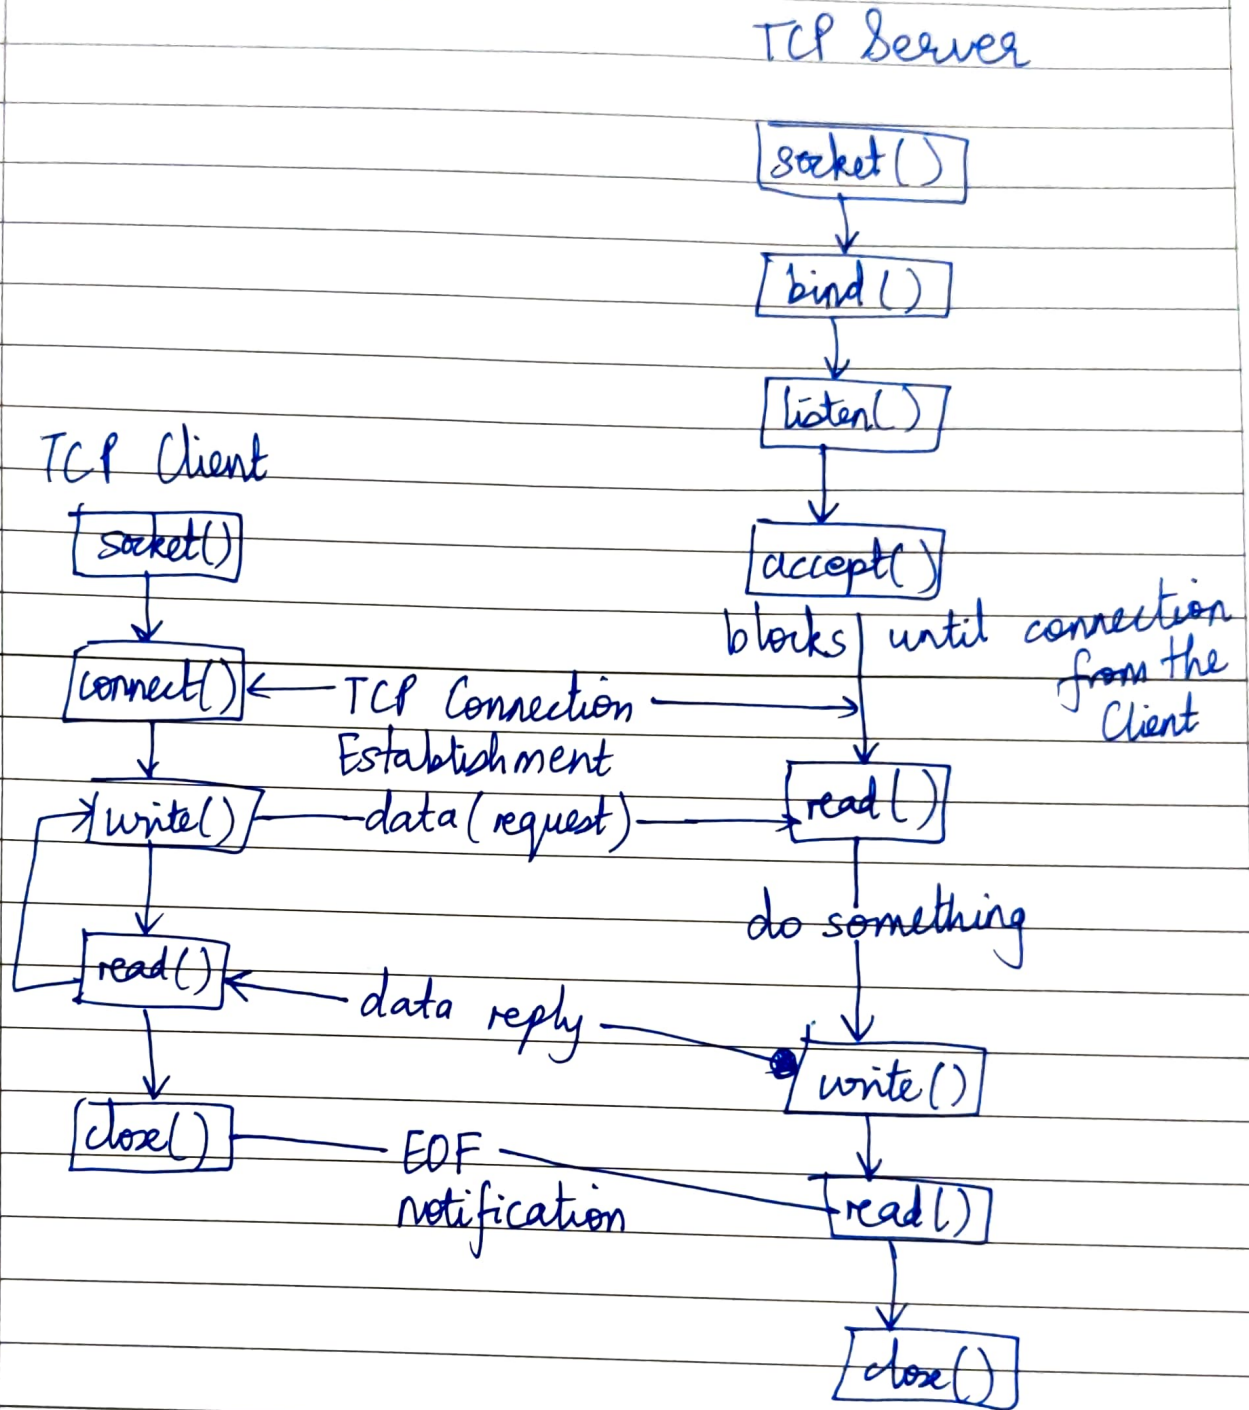 TCP Server
socket()
bind()
listen()
TCP Client
socket()
accept()
blocks until connection
from the
Client
connect()
TCP Connection
Establishment
write()
data(request)
read()
do something
read()
data reply
write()
close()
EOF
notification
read()
close()